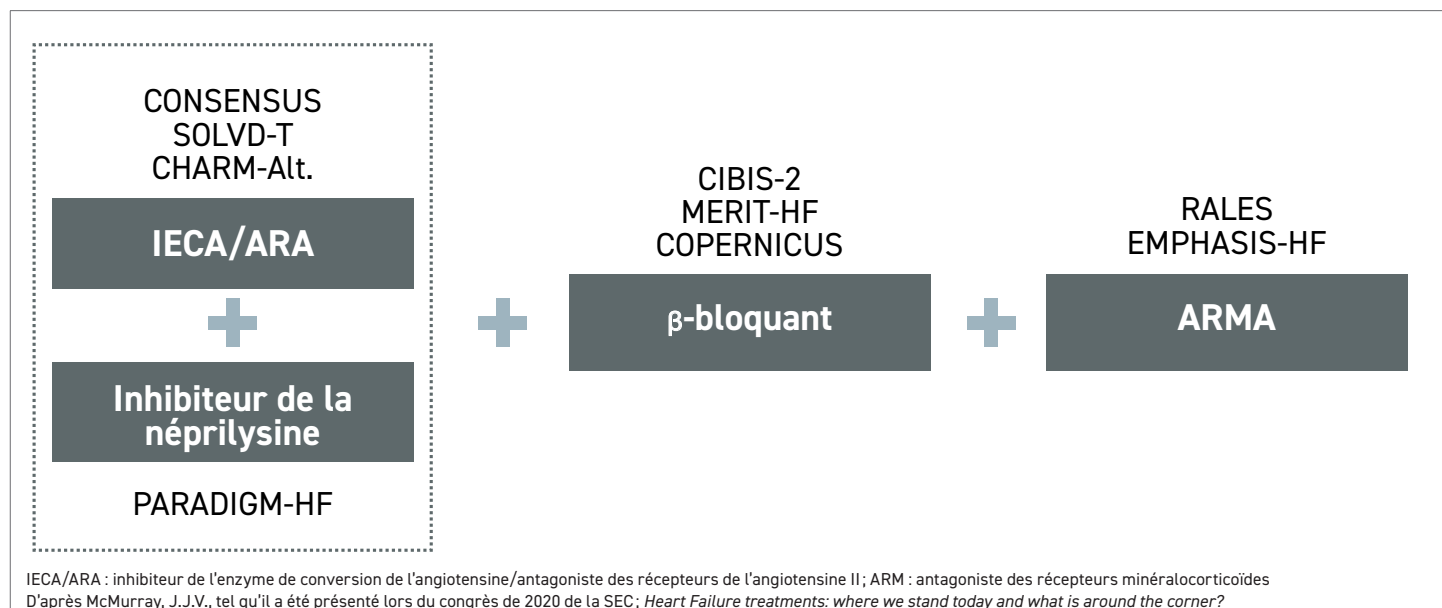 CONSENSUS
SOLVD-T
CHARM-Alt.
IECA/ARA
Inhibiteur de la
néprilysine
PARADIGM-HF
CIBIS-2
MERIT-HF
COPERNICUS
β-bloquant
RALES
EMPHASIS-HF
ARMA
IECA/ARA : inhibiteur de l'enzyme de conversion de l'angiotensine/antagoniste des récepteurs de l'angiotensine II; ARM : antagoniste des récepteurs minéralocorticoïdes
D'après McMurray, J.J.V., tel qu'il a été présenté lors du congrès de 2020 de la SEC; Heart Failure treatments: where we stand today and what is around the corner?